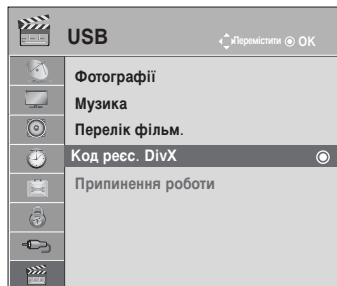 USB
Перемістити OK
Фотографії
Музика
Перелік фільм.
Код реєс. DivX
Припинення роботи